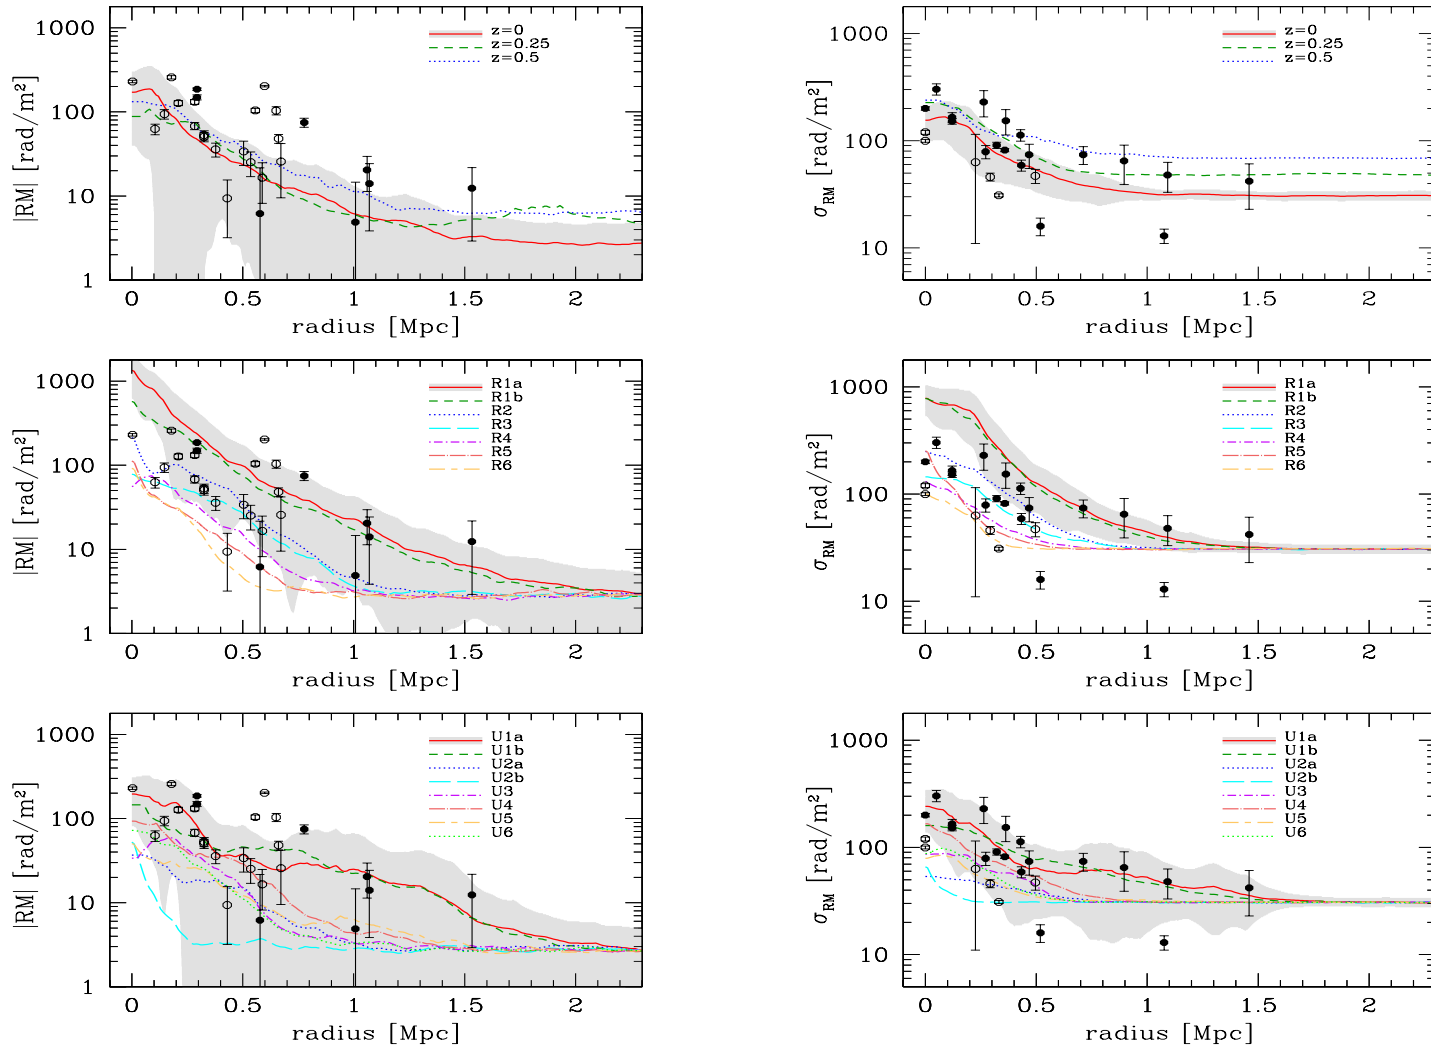 |RM| [rad/m²]
1000
100
10
1
z=0
z=0.25
z=0.5
0 0.5 1 1.5 2
radius [Mpc]
σRM [rad/m²]
1000
100
10
z=0
z=0.25
z=0.5
0 0.5 1 1.5 2
radius [Mpc]
|RM| [rad/m²]
1000
100
10
1
R1a
R1b
R2
R3
R4
R5
R6
0 0.5 1 1.5 2
radius [Mpc]
σRM [rad/m²]
1000
100
10
R1a
R1b
R2
R3
R4
R5
R6
0 0.5 1 1.5 2
radius [Mpc]
|RM| [rad/m²]
1000
100
10
1
U1a
U1b
U2a
U2b
U3
U4
U5
U6
0 0.5 1 1.5 2
radius [Mpc]
σRM [rad/m²]
1000
100
10
U1a
U1b
U2a
U2b
U3
U4
U5
U6
0 0.5 1 1.5 2
radius [Mpc]